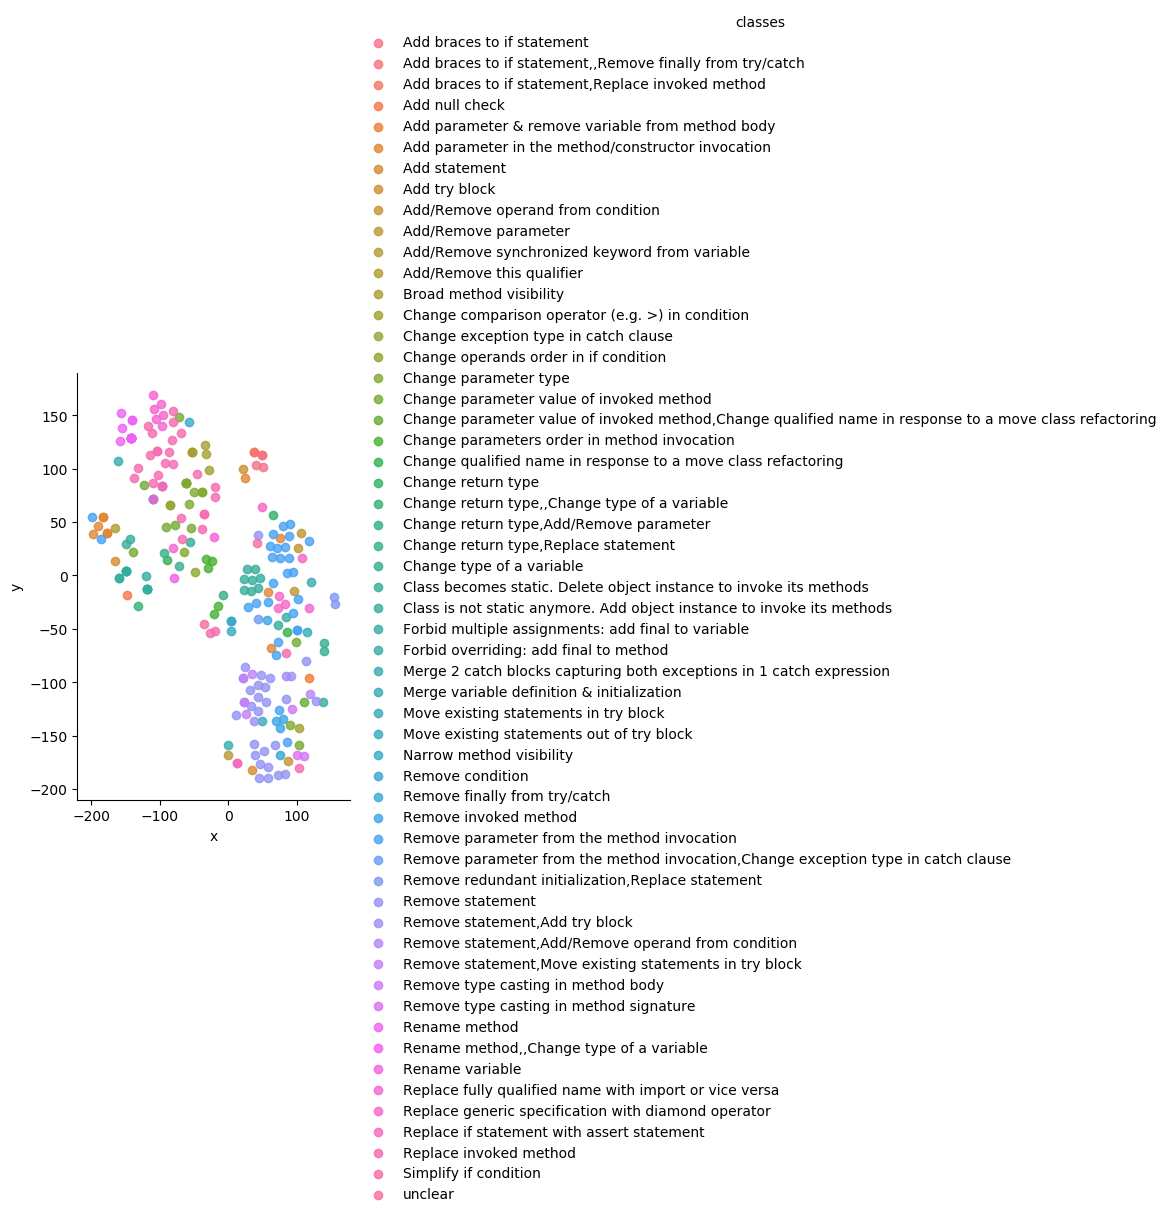 classes
Add braces to if statement
Add braces to if statement,,Remove finally from try/catch
Add braces to if statement,Replace invoked method
Add null check
Add parameter & remove variable from method body
Add parameter in the method/constructor invocation
Add statement
Add try block
Add/Remove operand from condition
Add/Remove parameter
Add/Remove synchronized keyword from variable
Add/Remove this qualifier
Broad method visibility
Change comparison operator (e.g. >) in condition
Change exception type in catch clause
Change operands order in if condition
Change parameter type
Change parameter value of invoked method
Change parameter value of invoked method,Change qualified name in response to a move class refactoring
Change parameters order in method invocation
Change qualified name in response to a move class refactoring
Change return type
Change return type,,Change type of a variable
Change return type,Add/Remove parameter
Change return type,Replace statement
Change type of a variable
Class becomes static. Delete object instance to invoke its methods
Class is not static anymore. Add object instance to invoke its methods
Forbid multiple assignments: add final to variable
Forbid overriding: add final to method
Merge 2 catch blocks capturing both exceptions in 1 catch expression
Merge variable definition & initialization
Move existing statements in try block
Move existing statements out of try block
Narrow method visibility
Remove condition
Remove finally from try/catch
Remove invoked method
Remove parameter from the method invocation
Remove parameter from the method invocation,Change exception type in catch clause
Remove redundant initialization,Replace statement
Remove statement
Remove statement,Add try block
Remove statement,Add/Remove operand from condition
Remove statement,Move existing statements in try block
Remove type casting in method body
Remove type casting in method signature
Rename method
Rename method,,Change type of a variable
Rename variable
Replace fully qualified name with import or vice versa
Replace generic specification with diamond operator
Replace if statement with assert statement
Replace invoked method
Simplify if condition
unclear
150
100
50
0
−50
−100
−150
−200
y
−200 −100 0 100
x